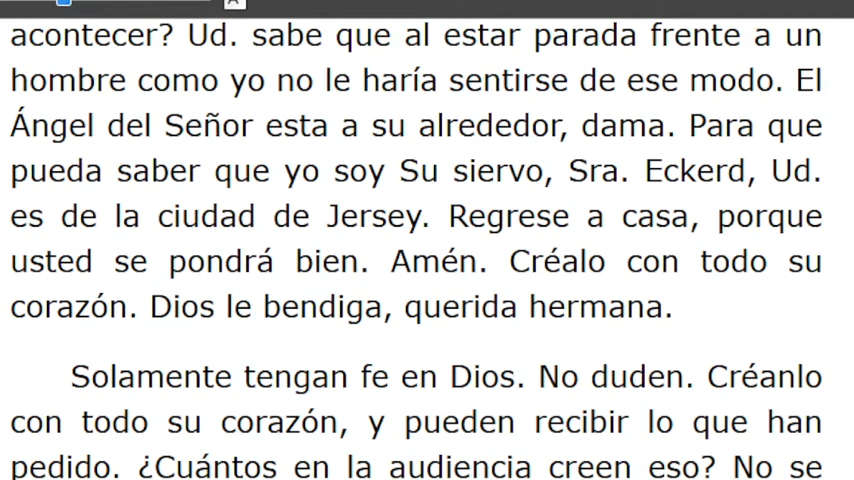 acontecer? Ud. sabe que al estar parada frente a un
hombre como yo no le haría sentirse de ese modo. El
Ángel del Señor esta a su alrededor, dama. Para que
pueda saber que yo soy Su siervo, Sra. Eckerd, Ud.
es de la ciudad de Jersey. Regrese a casa, porque
usted se pondrá bien. Amén. Créalo con todo su
corazón. Dios le bendiga, querida hermana.
Solamente tengan fe en Dios. No duden. Créanlo
con todo su corazón, y pueden recibir lo que han
pedido. ¿Cuántos en la audiencia creen eso? No se